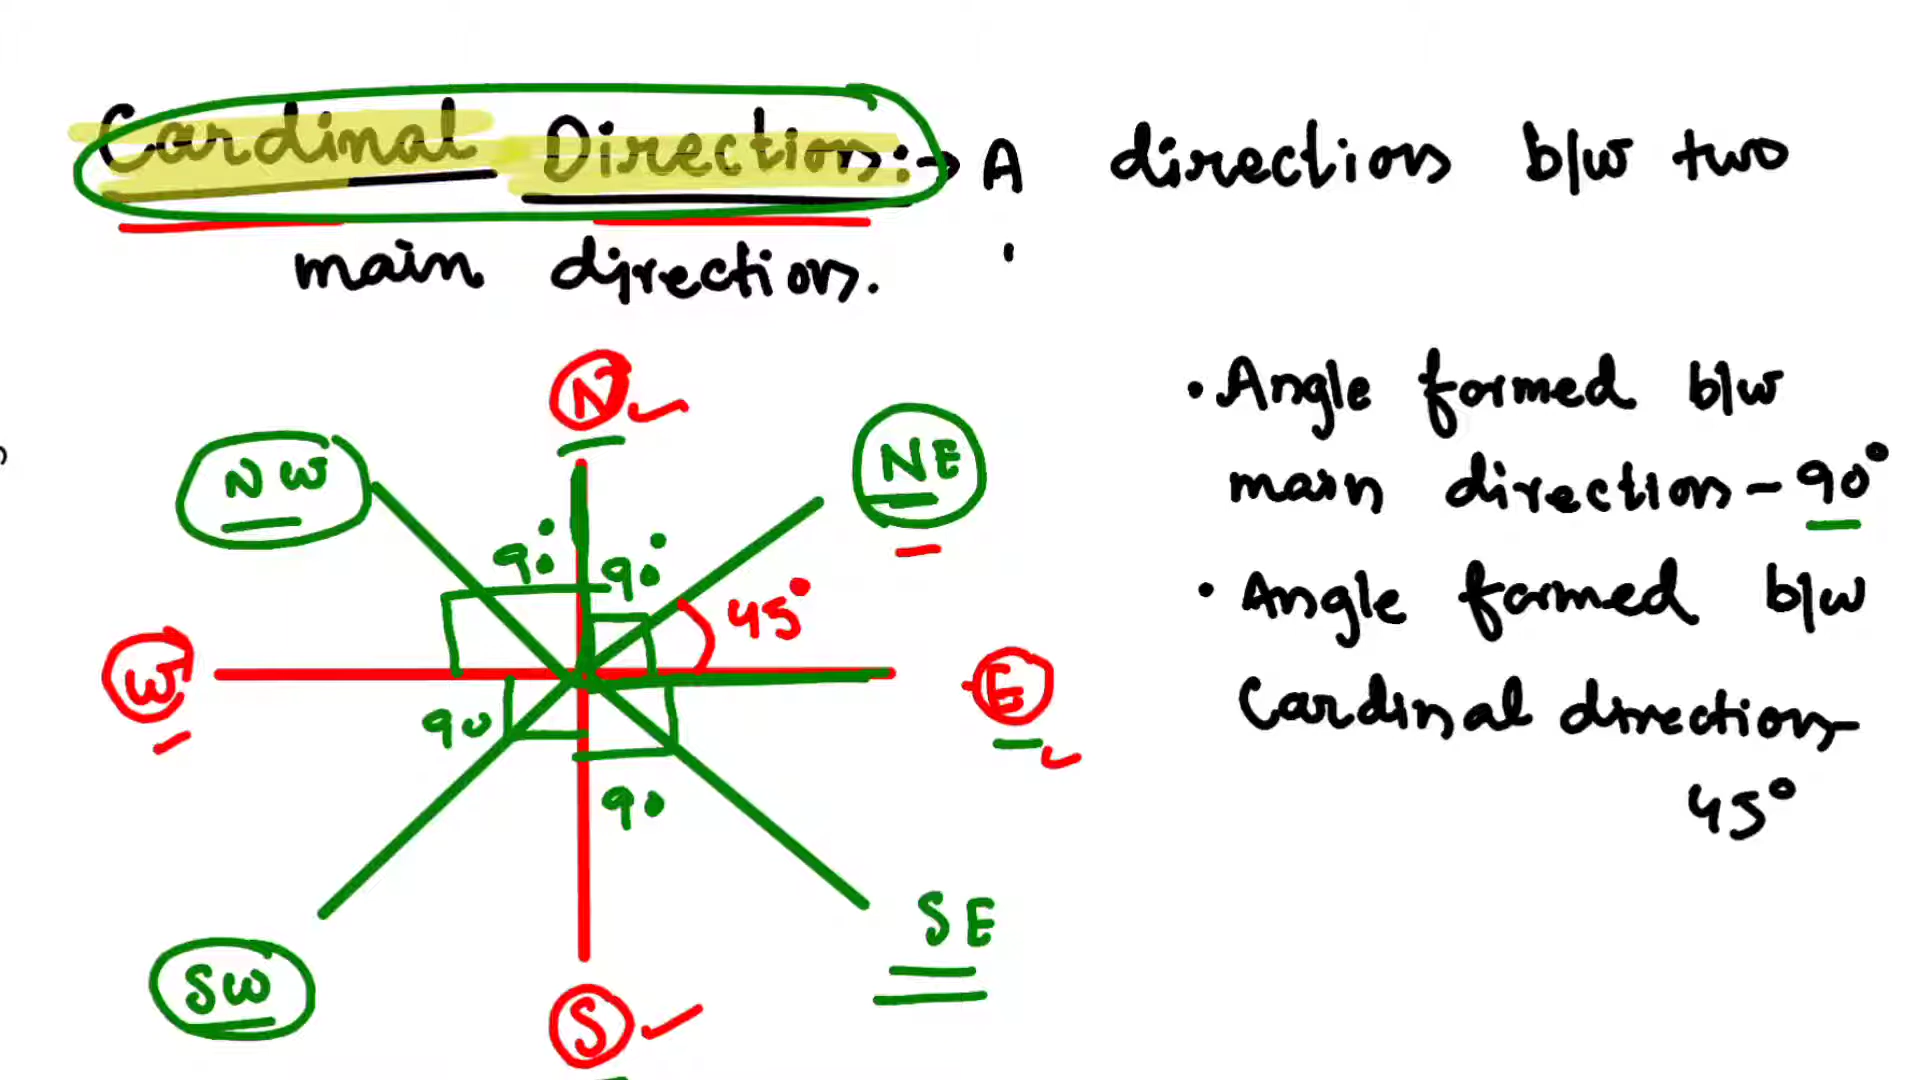 Cardinal Direction:→ A direction b/w two
main direction.
• Angle formed b/w
main direction - 90°
• Angle formed b/w
Cardinal direction -
45°
N
NW
NE
90°
90°
45°
W
E
90
90
SE
SW
S